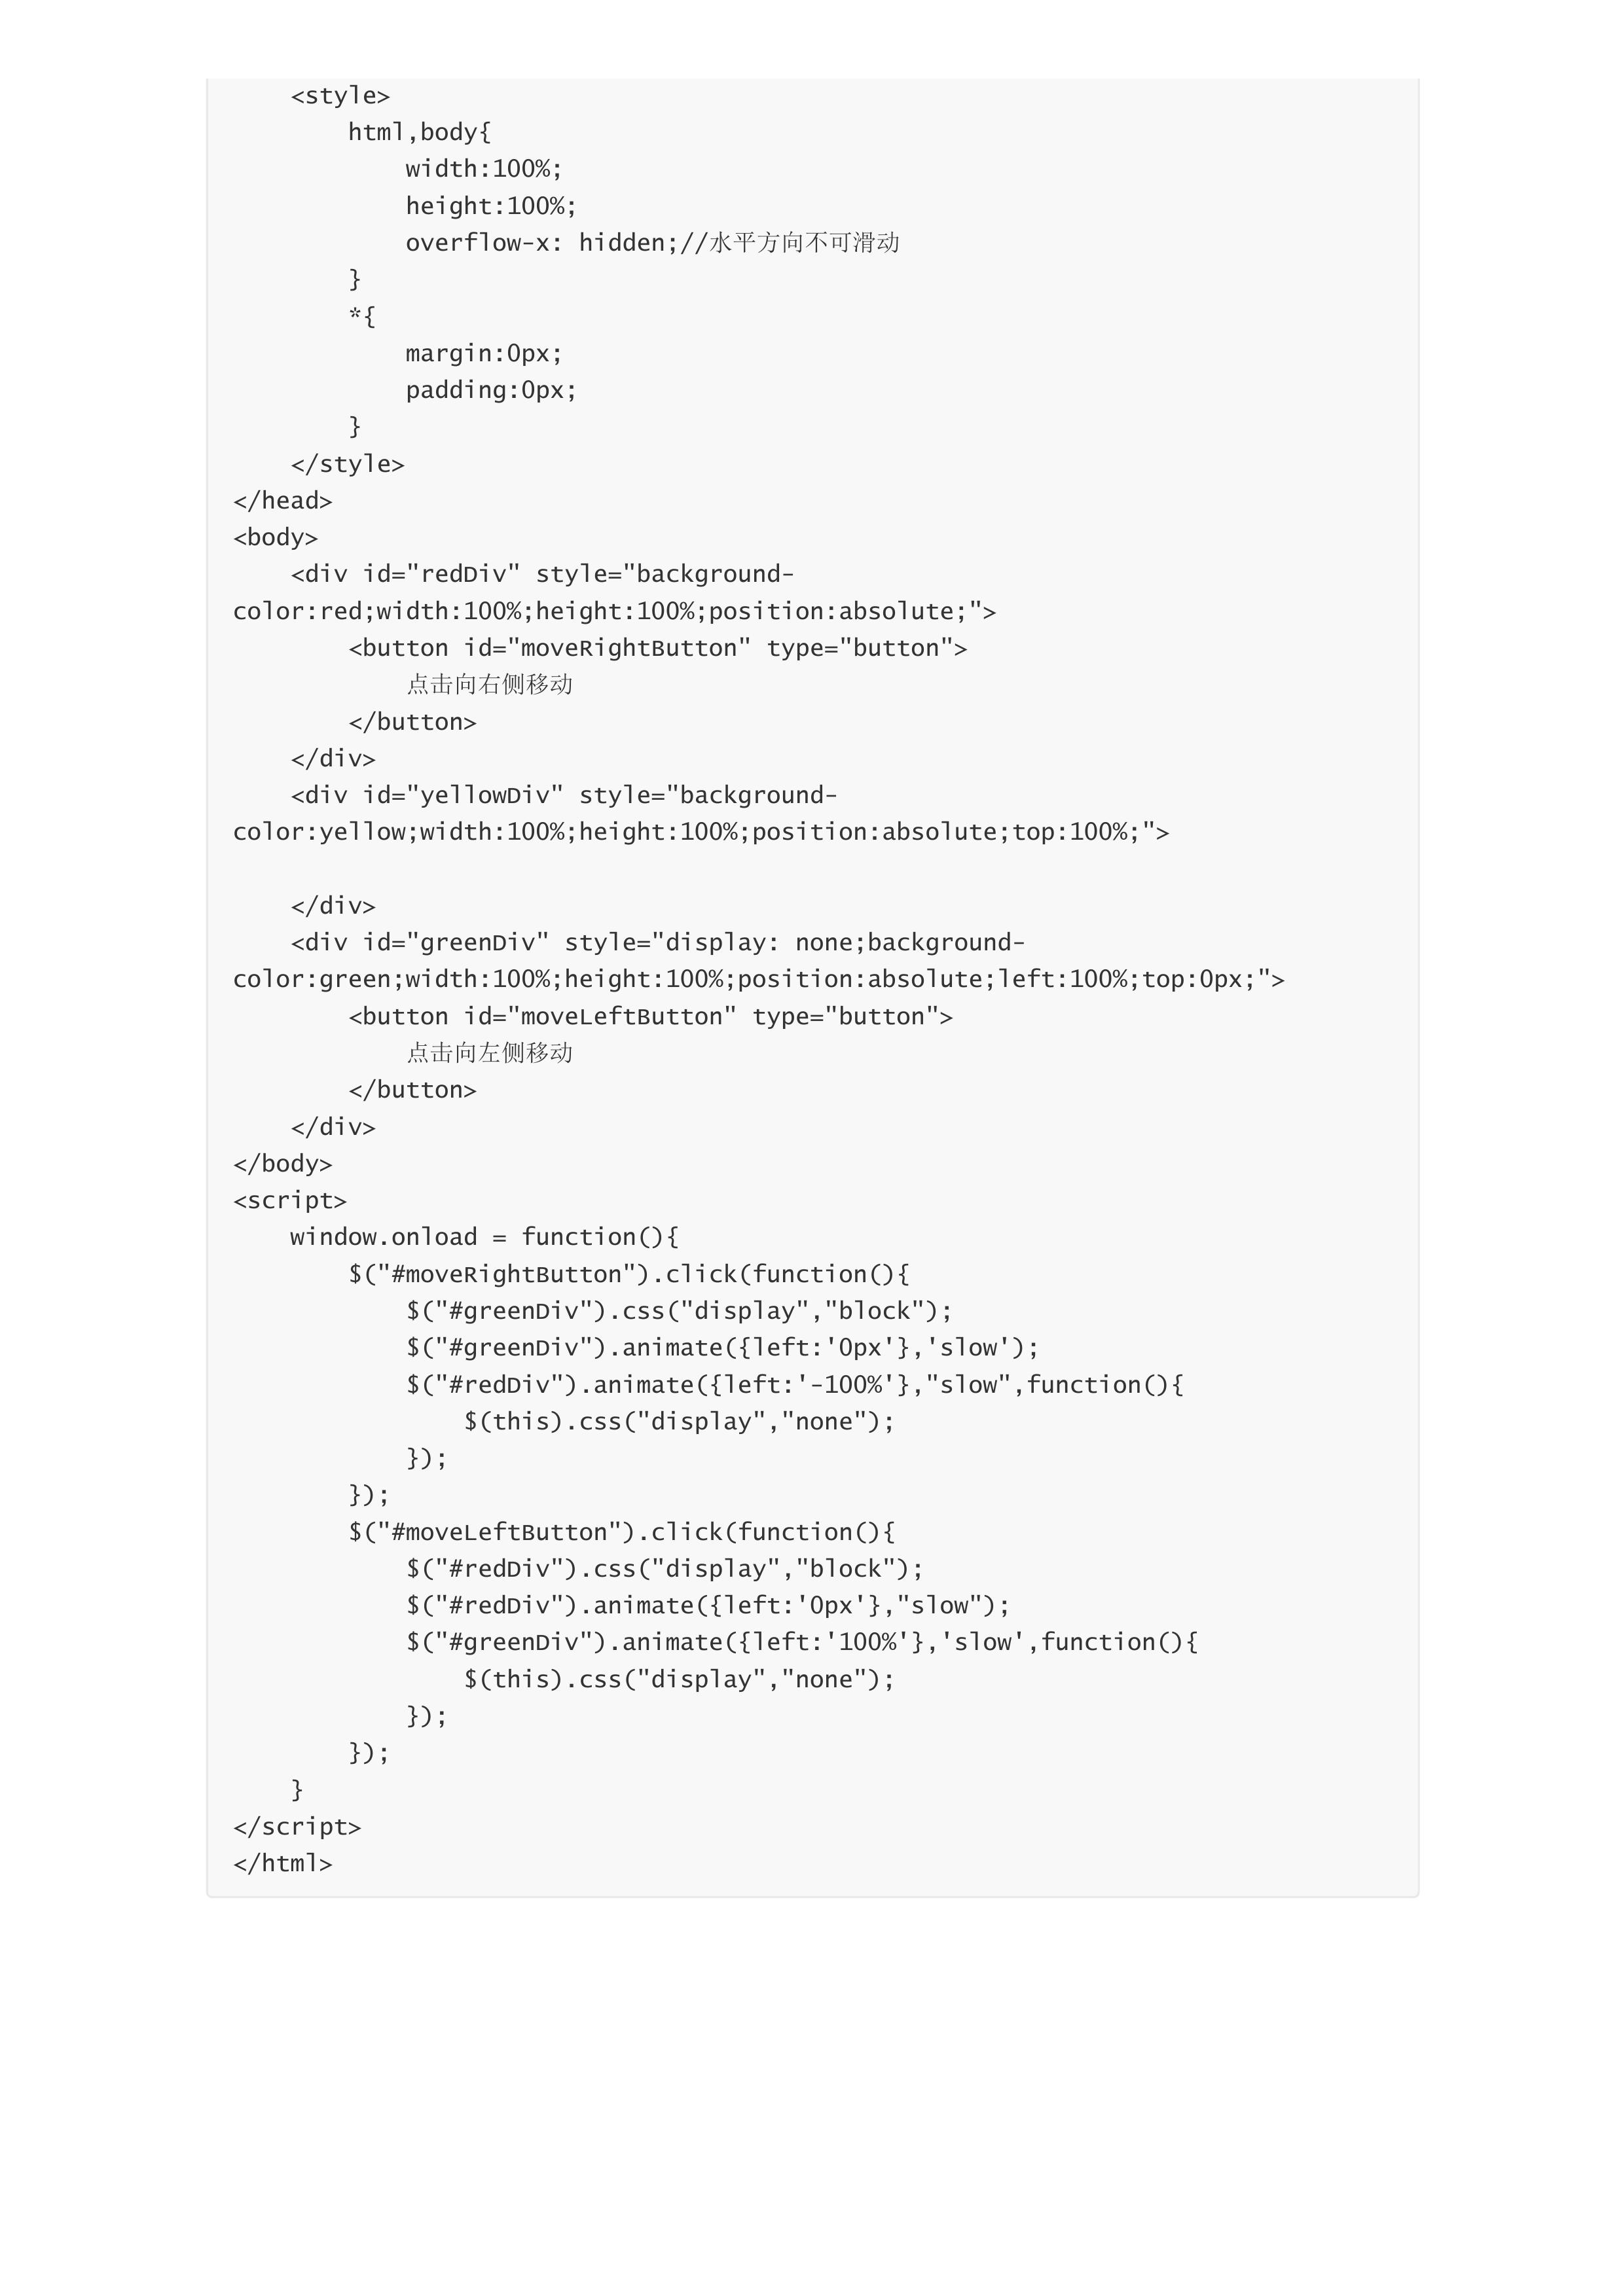 <style>
        html,body{
            width:100%;
            height:100%;
            overflow-x: hidden;//水平方向不可滑动
        }
        *{
            margin:0px;
            padding:0px;
        }
    </style>
</head>
<body>
    <div id="redDiv" style="background-
color:red;width:100%;height:100%;position:absolute;">
        <button id="moveRightButton" type="button">
            点击向右侧移动
        </button>
    </div>
    <div id="yellowDiv" style="background-
color:yellow;width:100%;height:100%;position:absolute;top:100%;">

    </div>
    <div id="greenDiv" style="display: none;background-
color:green;width:100%;height:100%;position:absolute;left:100%;top:0px;">
        <button id="moveLeftButton" type="button">
            点击向左侧移动
        </button>
    </div>
</body>
<script>
    window.onload = function(){
        $("#moveRightButton").click(function(){
            $("#greenDiv").css("display","block");
            $("#greenDiv").animate({left:'0px'},'slow');
            $("#redDiv").animate({left:'-100%'},"slow",function(){
                $(this).css("display","none");
            });
        });
        $("#moveLeftButton").click(function(){
            $("#redDiv").css("display","block");
            $("#redDiv").animate({left:'0px'},"slow");
            $("#greenDiv").animate({left:'100%'},'slow',function(){
                $(this).css("display","none");
            });
        });
    }
</script>
</html>